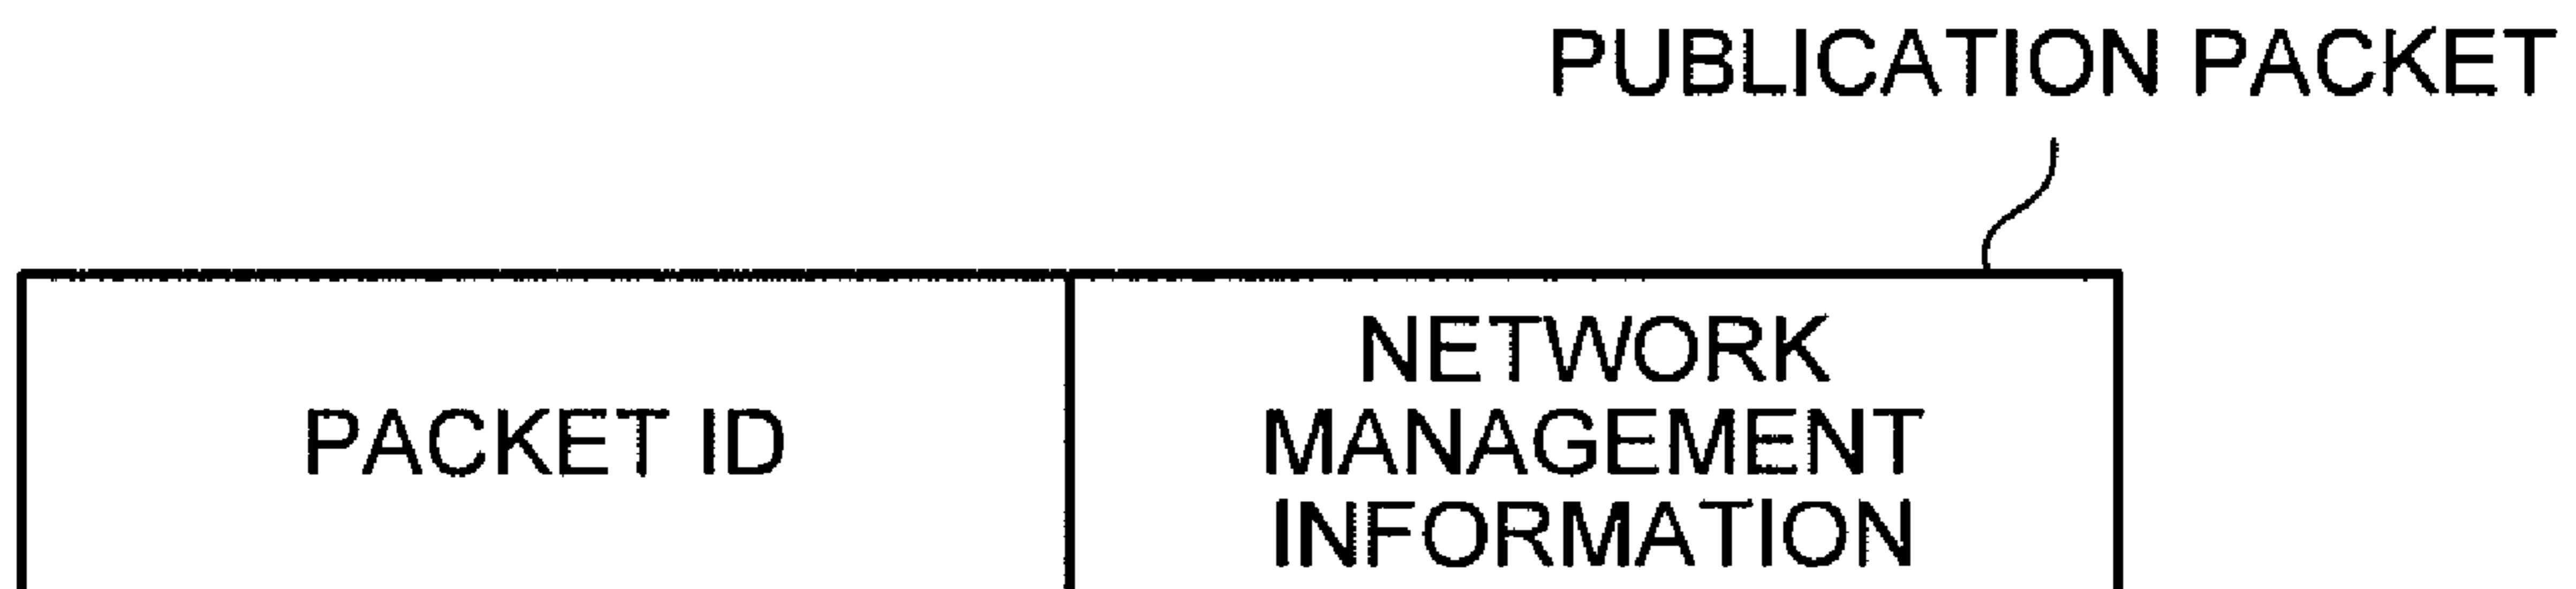 PUBLICATION PACKET
PACKET ID
NETWORK
MANAGEMENT
INFORMATION